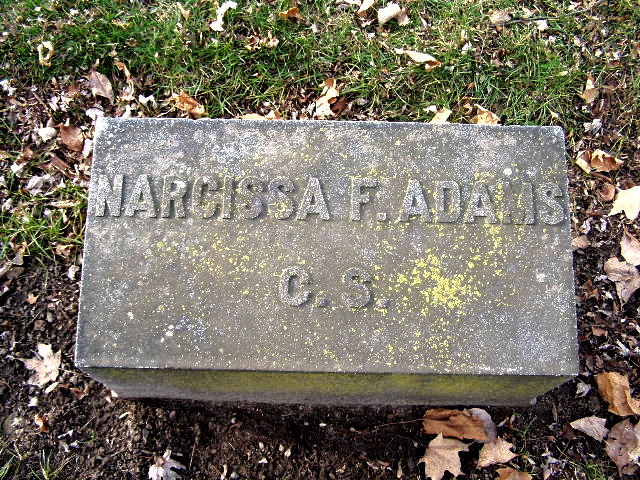 NARCISSA F. ADAMS
C. S.